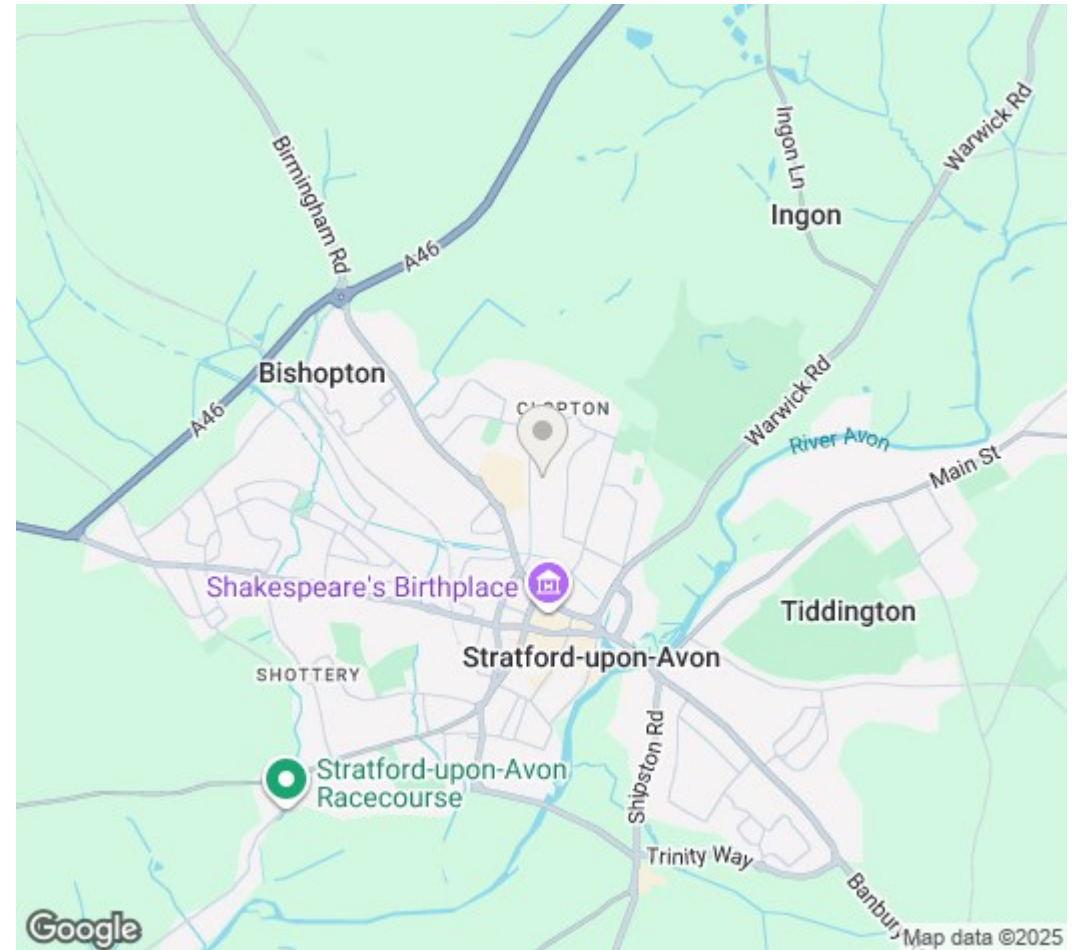 Birmingham Rd
A46
Ingon Ln
Warwick Rd
Ingon
Bishopton
A46
CLOPTON
Warwick Rd
River Avon
Main St
Shakespeare's Birthplace
Tiddington
Stratford-upon-Avon
SHOTTERY
Shipston Rd
Stratford-upon-Avon
Racecourse
Trinity Way
Banbury
Google
Map data ©2025